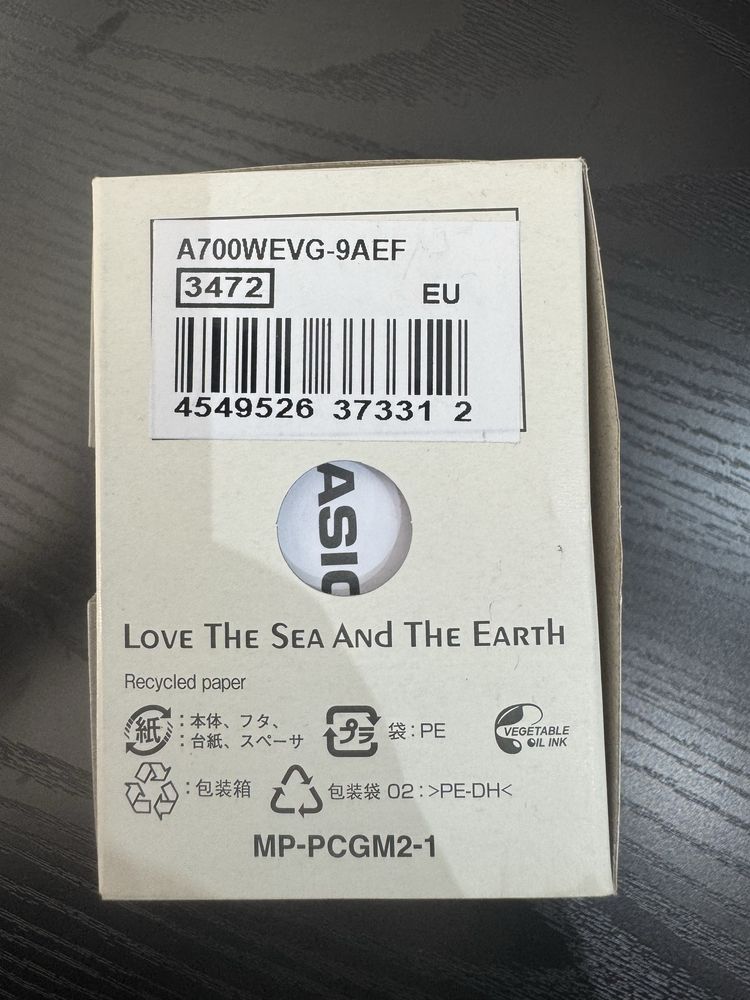 A700WEVG-9AEF
3472
EU
4549526 37331 2
ASIO
LOVE THE SEA AND THE EARTH
Recycled paper
紙 :本体、フタ、
:台紙、スペーサ
プラ 袋:PE
VEGETABLE
OIL INK
:包装箱
包装袋 02:>PE-DH<
MP-PCGM2-1